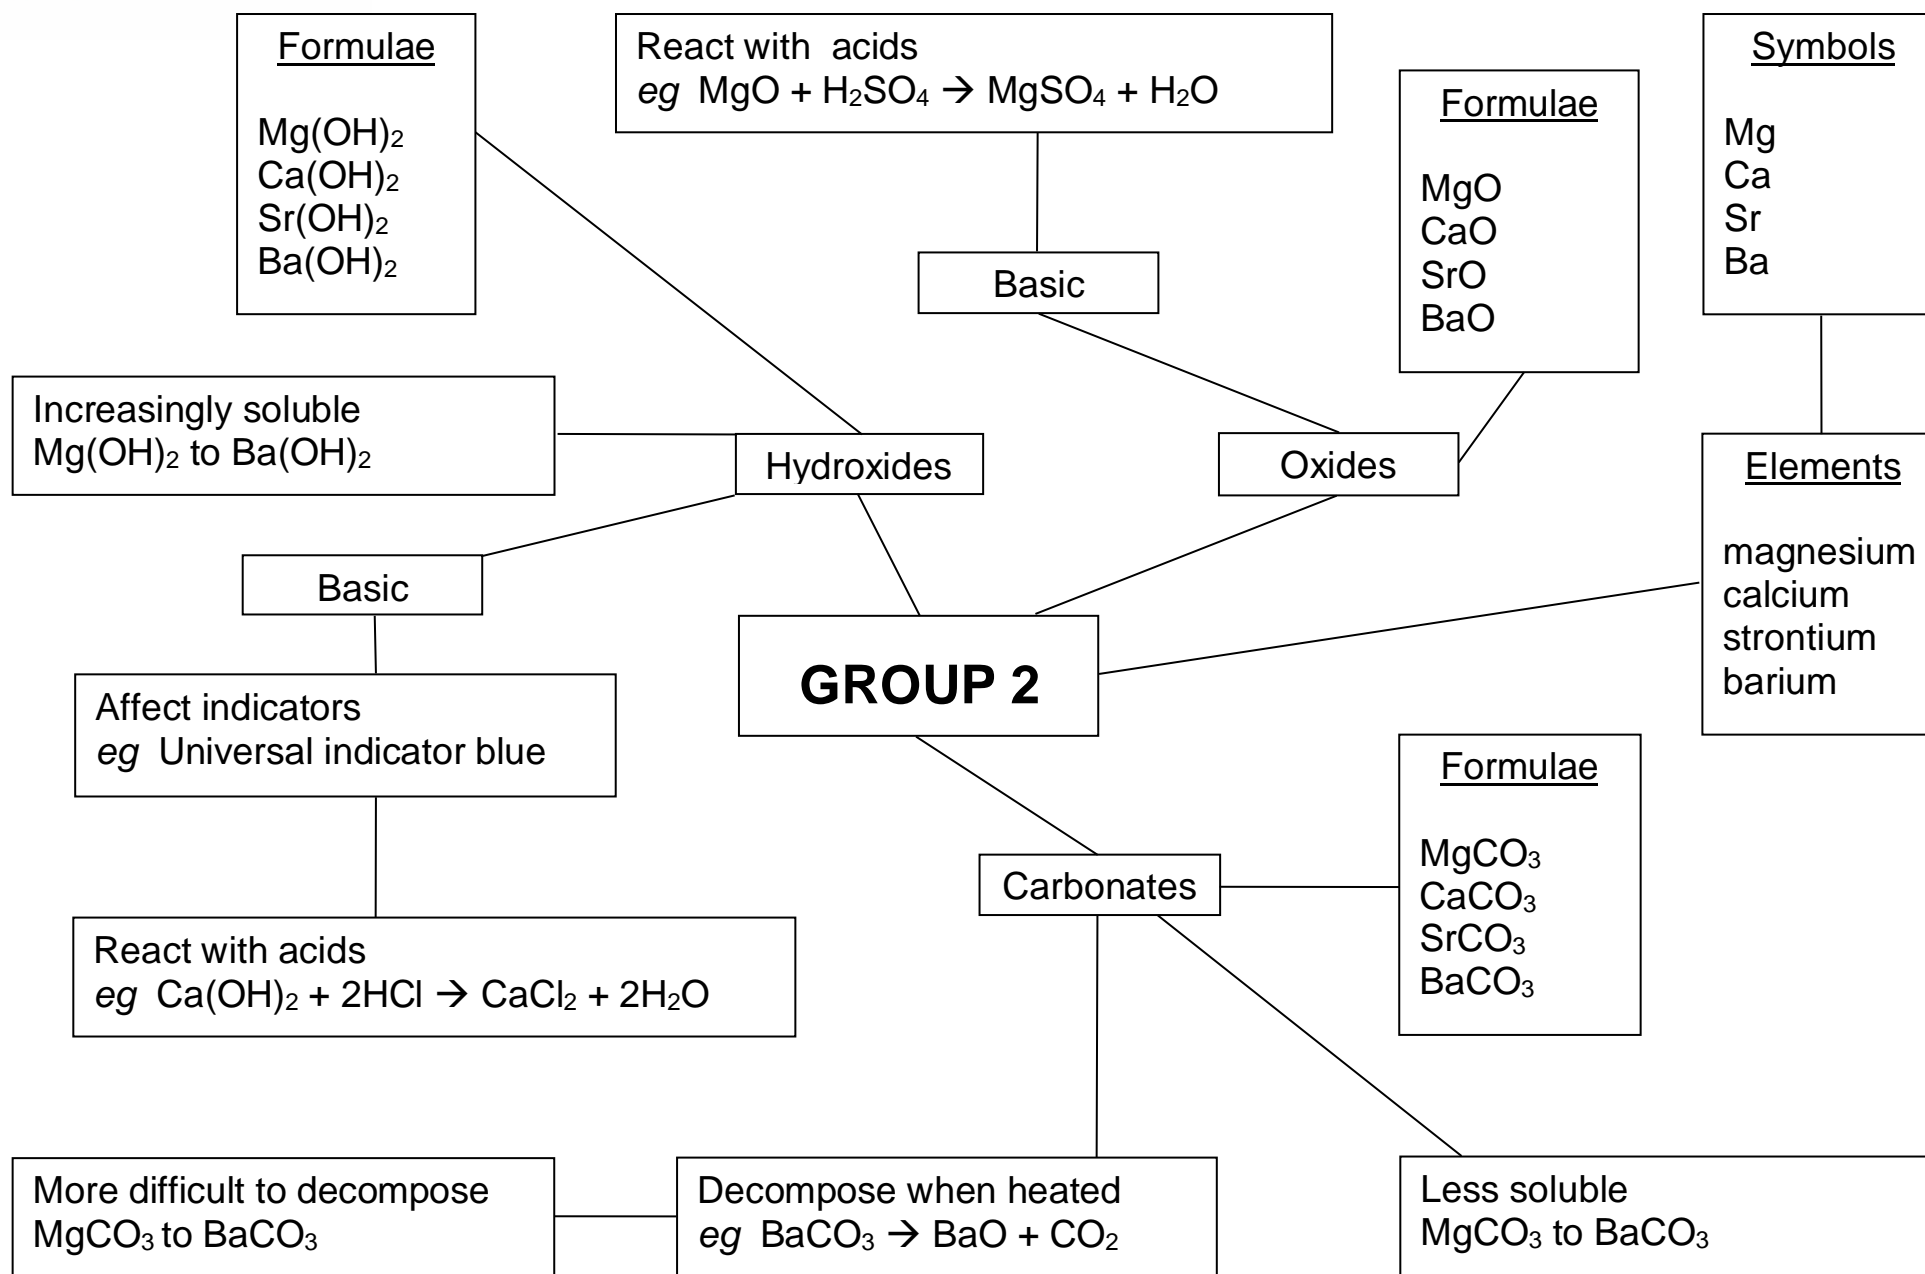 Formulae
Mg(OH)₂
Ca(OH)₂
Sr(OH)₂
Ba(OH)₂
React with  acids
eg  MgO + H₂SO₄ → MgSO₄ + H₂O
Formulae
MgO
CaO
SrO
BaO
Symbols
Mg
Ca
Sr
Ba
Basic
Increasingly soluble
Mg(OH)₂ to Ba(OH)₂
Hydroxides
Oxides
Elements
magnesium
calcium
strontium
barium
Basic
GROUP 2
Affect indicators
eg  Universal indicator blue
Formulae
MgCO₃
CaCO₃
SrCO₃
BaCO₃
Carbonates
React with acids
eg  Ca(OH)₂ + 2HCl → CaCl₂ + 2H₂O
More difficult to decompose
MgCO₃ to BaCO₃
Decompose when heated
eg  BaCO₃ → BaO + CO₂
Less soluble
MgCO₃ to BaCO₃